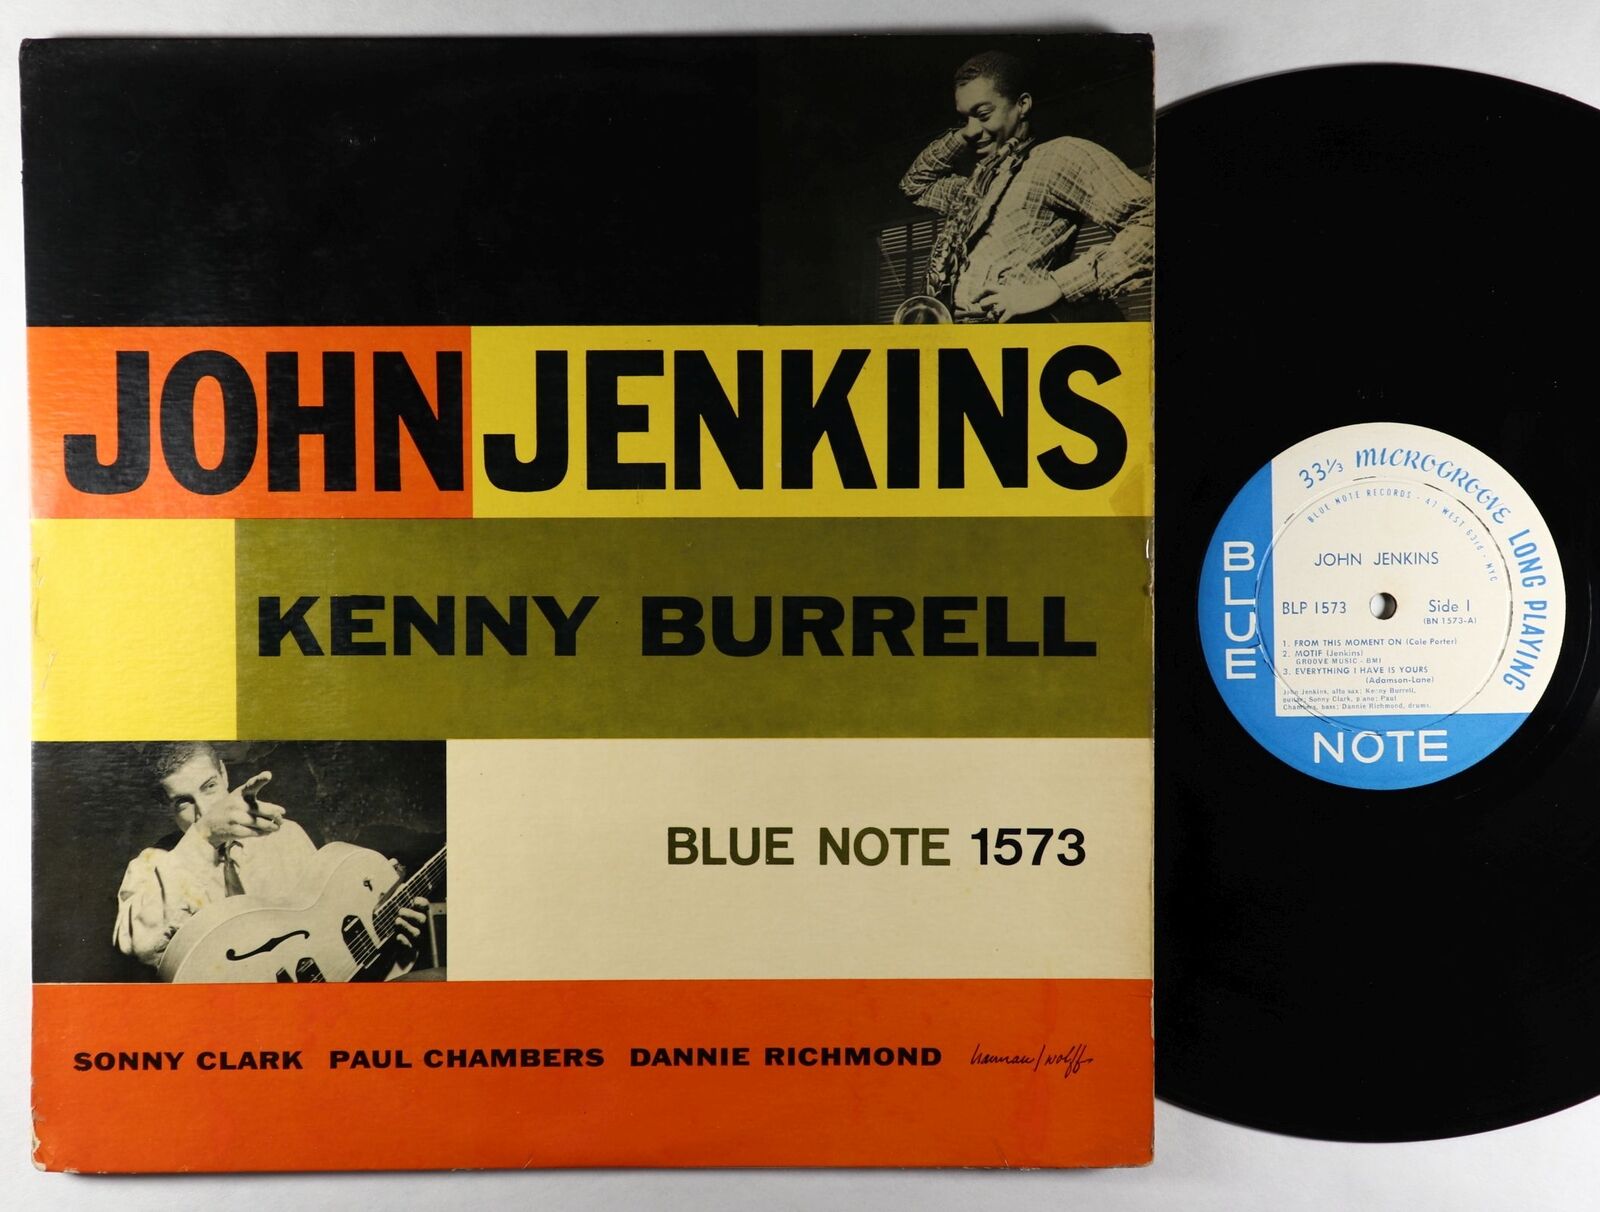 JOHN JENKINS
KENNY BURRELL
BLUE NOTE 1573
SONNY CLARK PAUL CHAMBERS DANNIE RICHMOND harman/wolff
33⅓ MICROGROOVE LONG PLAYING
BLUE NOTE RECORDS · 47 WEST 63rd · NYC
JOHN JENKINS
BLP 1573 Side 1
(BN 1573-A)
1. FROM THIS MOMENT ON (Cole Porter)
2. MOTIF (Jenkins)
GROOVE MUSIC - BMI
3. EVERYTHING I HAVE IS YOURS
(Adamson-Lane)
John Jenkins, alto sax; Kenny Burrell,
guitar; Sonny Clark, piano; Paul
Chambers, bass; Dannie Richmond, drums.
BLUE
NOTE